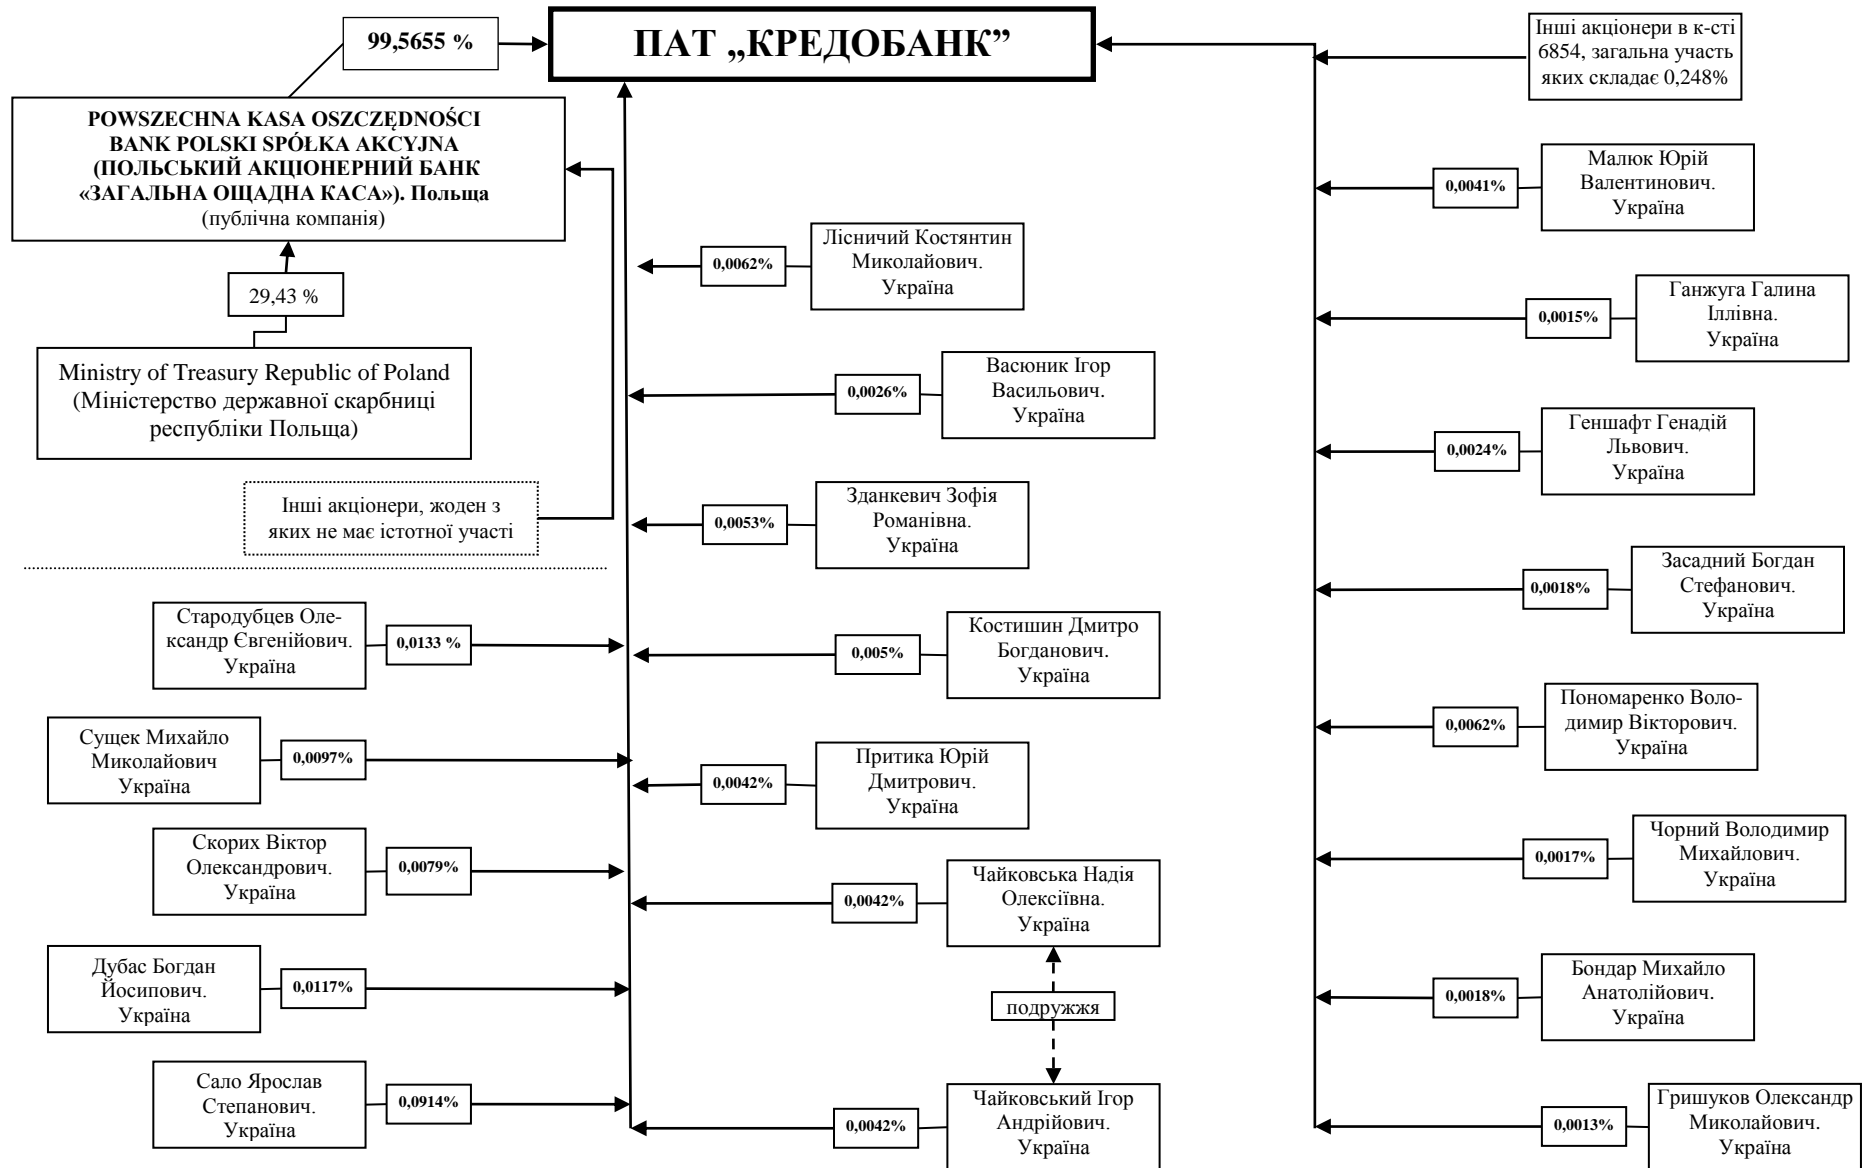 99,5655 %
ПАТ „КРЕДОБАНК”
Інші акціонери в к-сті
6854, загальна участь
яких складає 0,248%
POWSZECHNA KASA OSZCZĘDNOŚCI
BANK POLSKI SPÓŁKA AKCYJNA
(ПОЛЬСЬКИЙ АКЦІОНЕРНИЙ БАНК
«ЗАГАЛЬНА ОЩАДНА КАСА»). Польща
(публічна компанія)
29,43 %
Ministry of Treasury Republic of Poland
(Міністерство державної скарбниці
республіки Польща)
Інші акціонери, жоден з
яких не має істотної участі
Стародубцев Оле-
ксандр Євгенійович.
Україна
0,0133 %
Сущек Михайло
Миколайович
Україна
0,0097%
Скорих Віктор
Олександрович.
Україна
0,0079%
Дубас Богдан
Йосипович.
Україна
0,0117%
Сало Ярослав
Степанович.
Україна
0,0914%
0,0062%
Лісничий Костянтин
Миколайович.
Україна
0,0026%
Васюник Ігор
Васильович.
Україна
0,0053%
Зданкевич Зофія
Романівна.
Україна
0,005%
Костишин Дмитро
Богданович.
Україна
0,0042%
Притика Юрій
Дмитрович.
Україна
0,0042%
Чайковська Надія
Олексіївна.
Україна
подружжя
0,0042%
Чайковський Ігор
Андрійович.
Україна
0,0041%
Малюк Юрій
Валентинович.
Україна
0,0015%
Ганжуга Галина
Іллівна.
Україна
0,0024%
Геншафт Генадій
Львович.
Україна
0,0018%
Засадний Богдан
Стефанович.
Україна
0,0062%
Пономаренко Воло-
димир Вікторович.
Україна
0,0017%
Чорний Володимир
Михайлович.
Україна
0,0018%
Бондар Михайло
Анатолійович.
Україна
0,0013%
Гришуков Олександр
Миколайович.
Україна